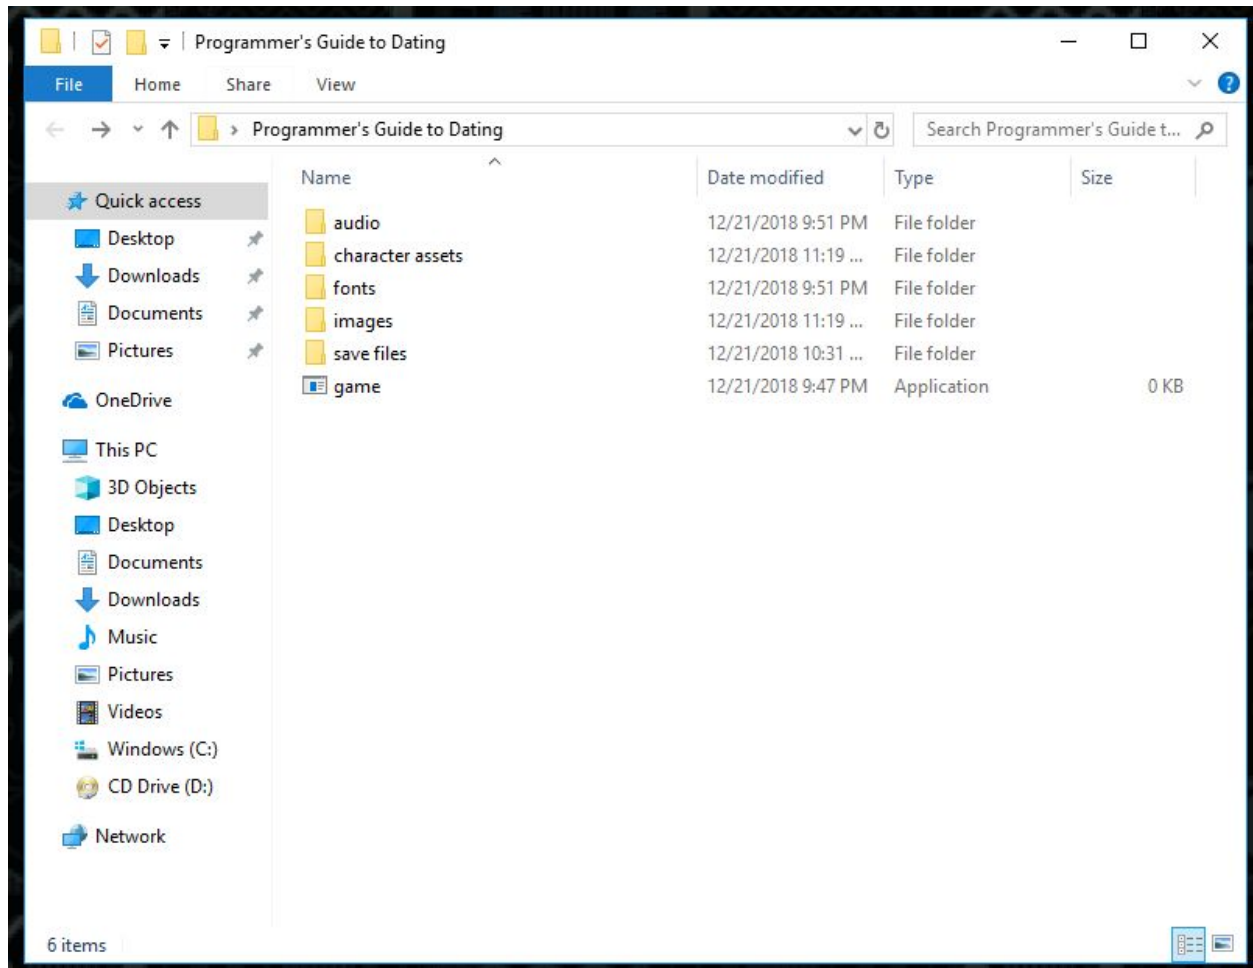 Programmer's Guide to Dating
File Home Share View
Programmer's Guide to Dating Search Programmer's Guide t...
Name Date modified Type Size
Quick access
Desktop
Downloads
Documents
Pictures
OneDrive
This PC
3D Objects
Desktop
Documents
Downloads
Music
Pictures
Videos
Windows (C:)
CD Drive (D:)
Network
audio 12/21/2018 9:51 PM File folder
character assets 12/21/2018 11:19 ... File folder
fonts 12/21/2018 9:51 PM File folder
images 12/21/2018 11:19 ... File folder
save files 12/21/2018 10:31 ... File folder
game 12/21/2018 9:47 PM Application 0 KB
6 items